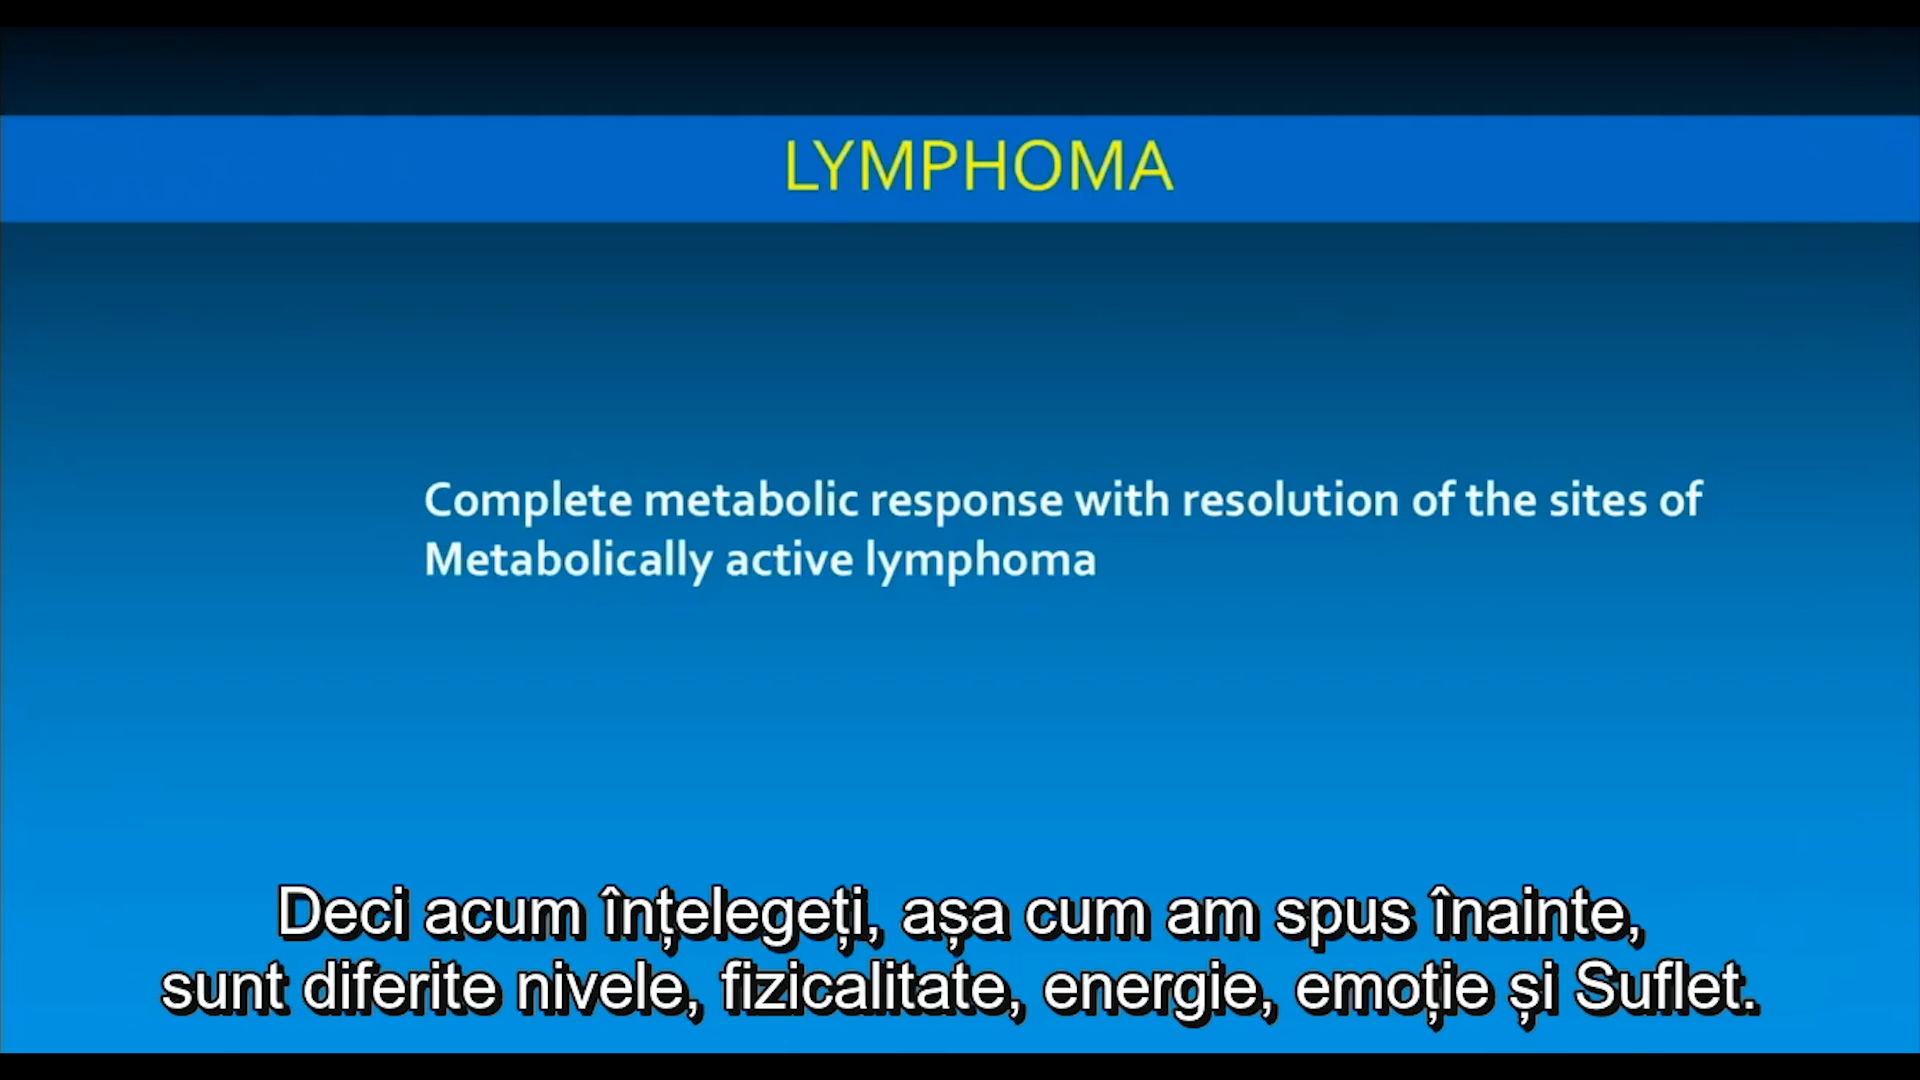 LYMPHOMA
Complete metabolic response with resolution of the sites of
Metabolically active lymphoma
Deci acum înțelegeți, așa cum am spus înainte,
sunt diferite nivele, fizicalitate, energie, emoție și Suflet.